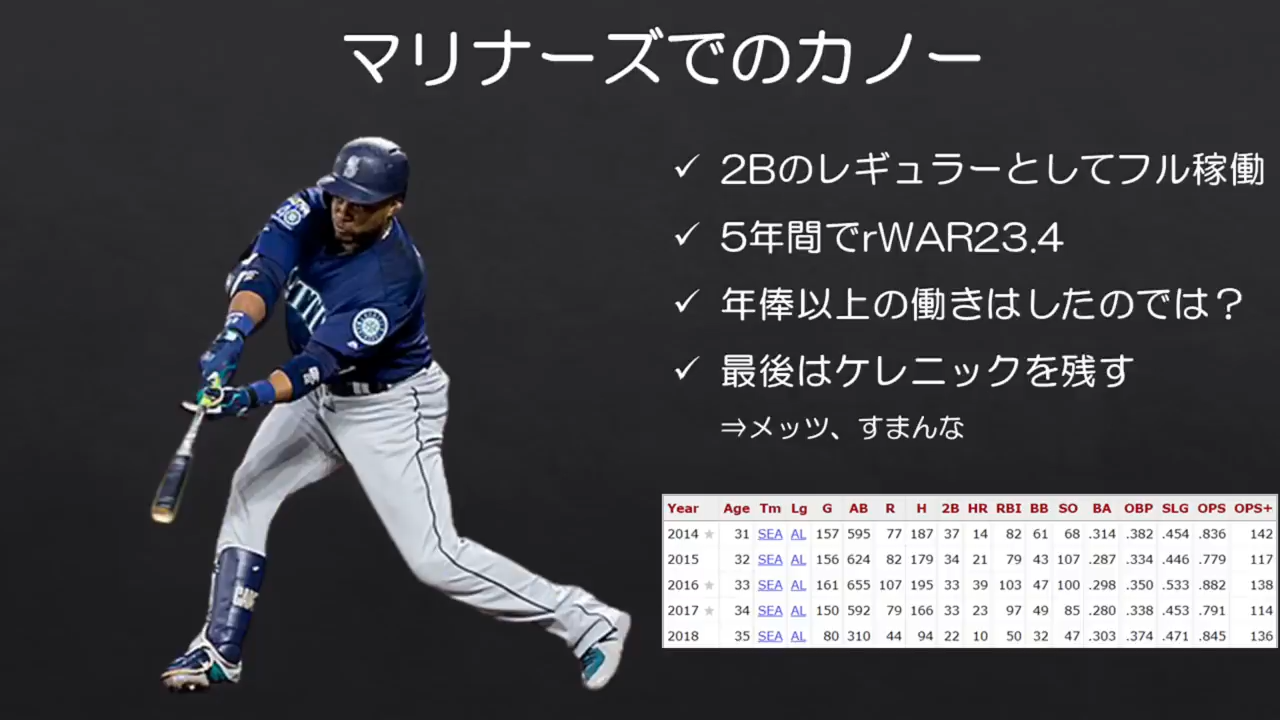 マリナーズでのカノー
✓ 2Bのレギュラーとしてフル稼働
✓ 5年間でrWAR23.4
✓ 年俸以上の働きはしたのでは？
✓ 最後はケレニックを残す
⇒メッツ、すまんな
Year Age Tm Lg G AB R H 2B HR RBI BB SO BA OBP SLG OPS OPS+
2014 ★ 31 SEA AL 157 595 77 187 37 14 82 61 68 .314 .382 .454 .836 142
2015 32 SEA AL 156 624 82 179 34 21 79 43 107 .287 .334 .446 .779 117
2016 ★ 33 SEA AL 161 655 107 195 33 39 103 47 100 .298 .350 .533 .882 138
2017 ★ 34 SEA AL 150 592 79 166 33 23 97 49 85 .280 .338 .453 .791 114
2018 35 SEA AL 80 310 44 94 22 10 50 32 47 .303 .374 .471 .845 136